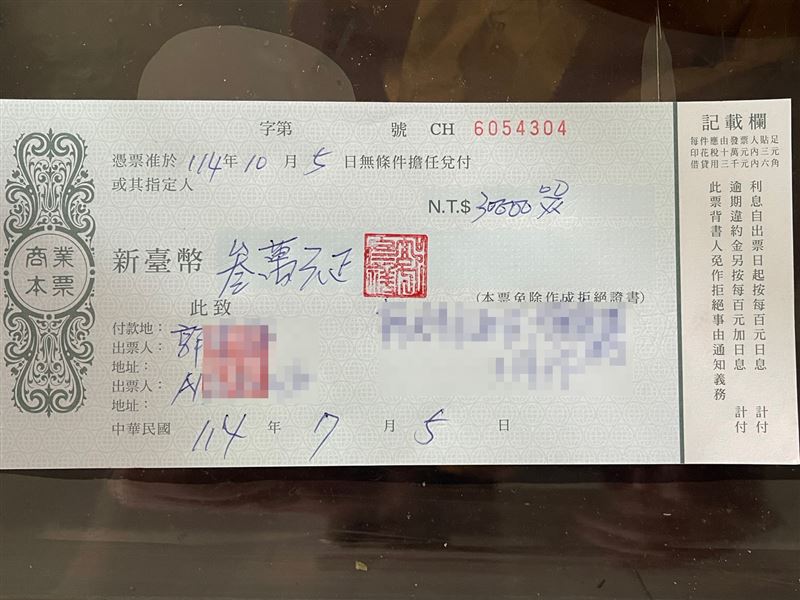 字第 號 CH 6054304
憑票准於 114 年 10 月 5 日無條件擔任兌付
或其指定人
N.T.$ 30000
新臺幣 叁萬元正
此致
(本票免除作成拒絕證書)
付款地：
出票人：
地址：
出票人：
地址：
中華民國 114 年 7 月 5 日
商業本票
記載欄
每件應由發票人貼足
印花稅十萬元內三元
借貸用三千元內六角
利息自出票日起按每百元日息 計付
逾期違約金另按每百元加日息 計付
此票背書人免作拒絕事由通知義務